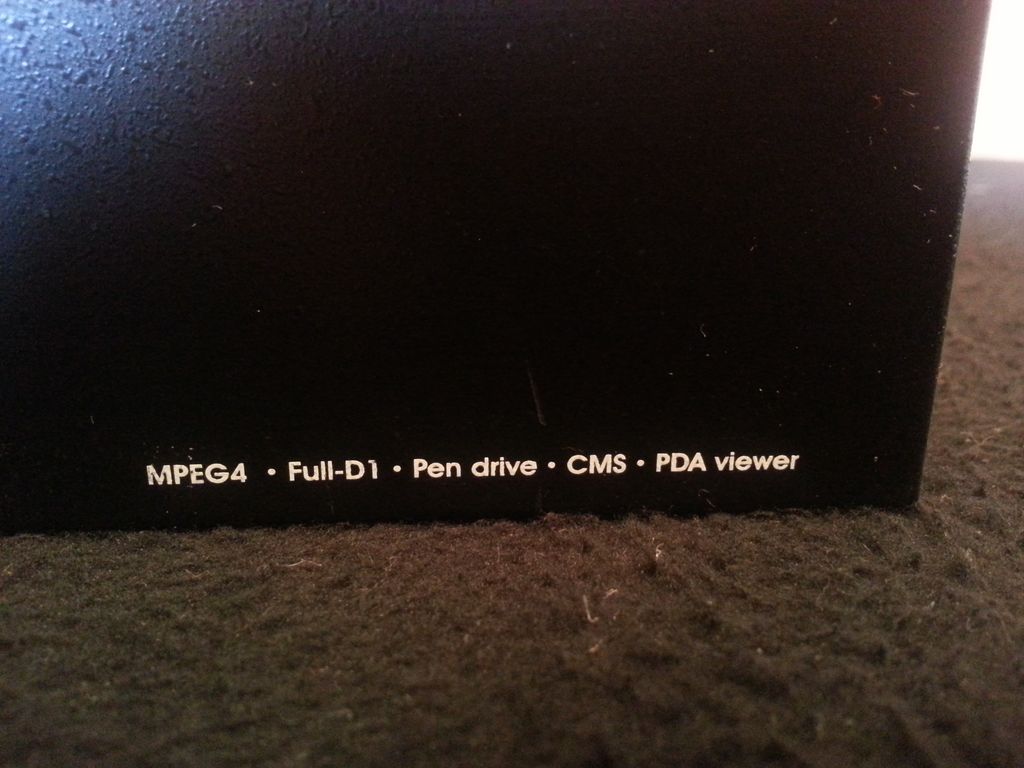 MPEG4 • Full-D1 • Pen drive • CMS • PDA viewer